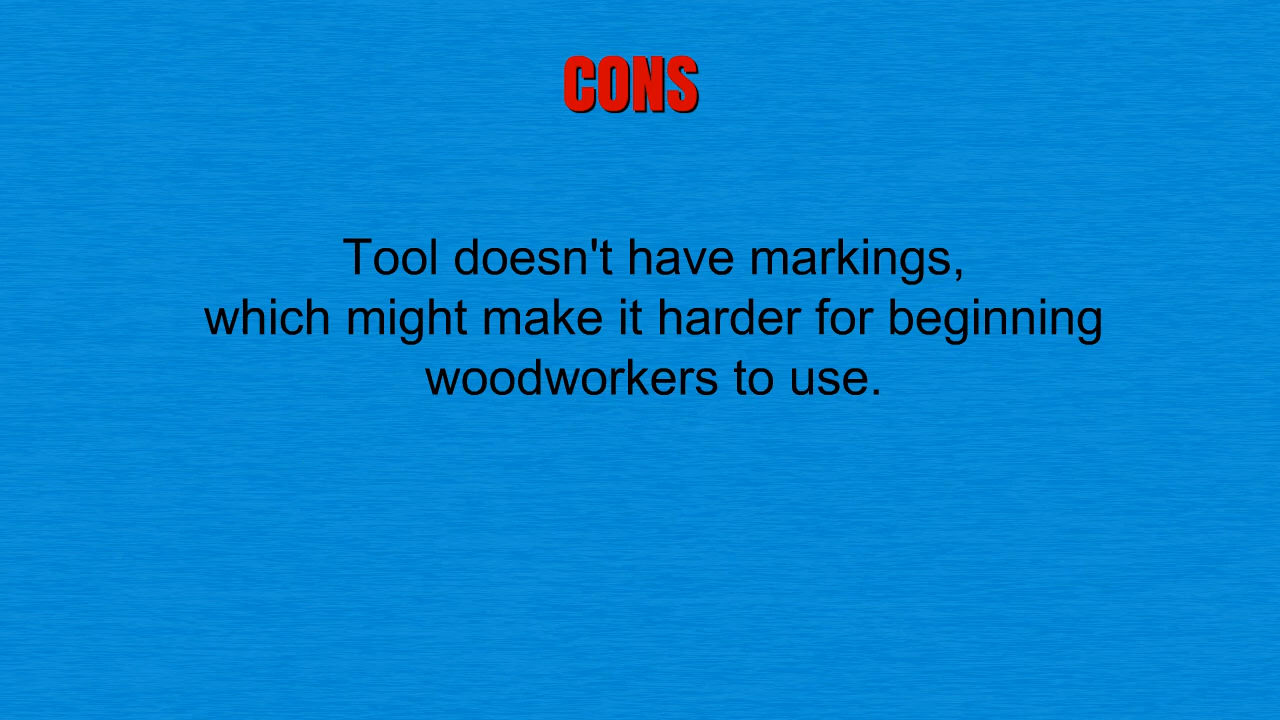 CONS
Tool doesn't have markings,
which might make it harder for beginning
woodworkers to use.